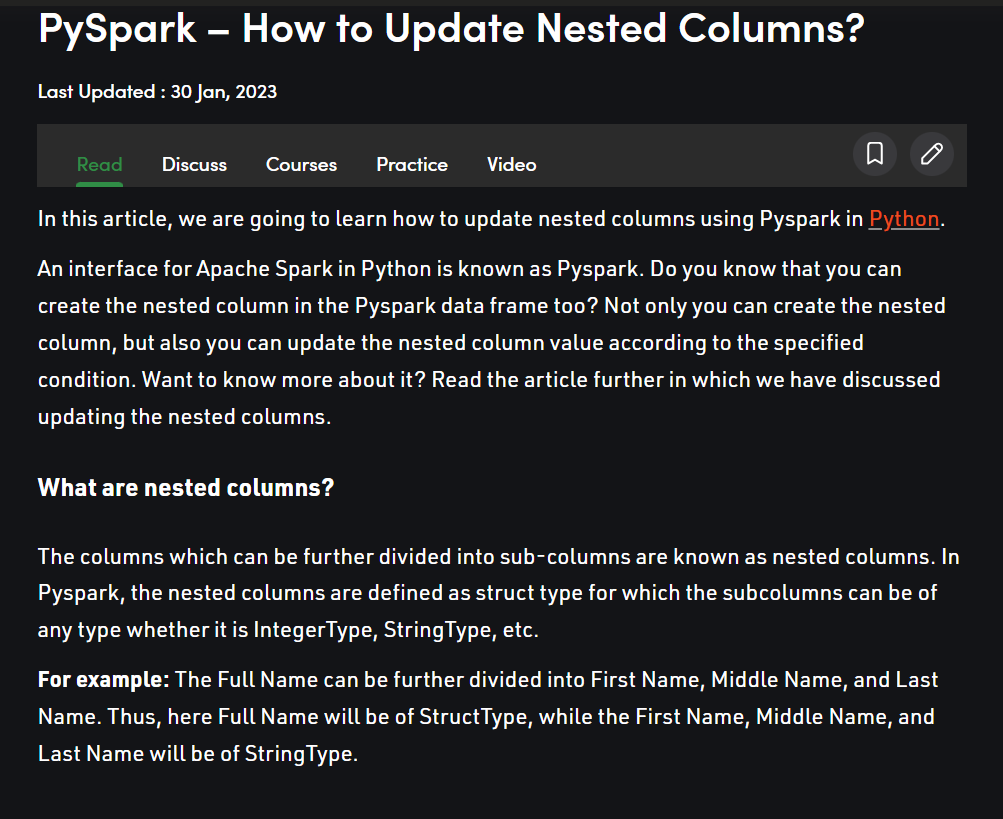 PySpark – How to Update Nested Columns?
Last Updated : 30 Jan, 2023
Read Discuss Courses Practice Video
In this article, we are going to learn how to update nested columns using Pyspark in Python.
An interface for Apache Spark in Python is known as Pyspark. Do you know that you can
create the nested column in the Pyspark data frame too? Not only you can create the nested
column, but also you can update the nested column value according to the specified
condition. Want to know more about it? Read the article further in which we have discussed
updating the nested columns.
What are nested columns?
The columns which can be further divided into sub-columns are known as nested columns. In
Pyspark, the nested columns are defined as struct type for which the subcolumns can be of
any type whether it is IntegerType, StringType, etc.
For example: The Full Name can be further divided into First Name, Middle Name, and Last
Name. Thus, here Full Name will be of StructType, while the First Name, Middle Name, and
Last Name will be of StringType.